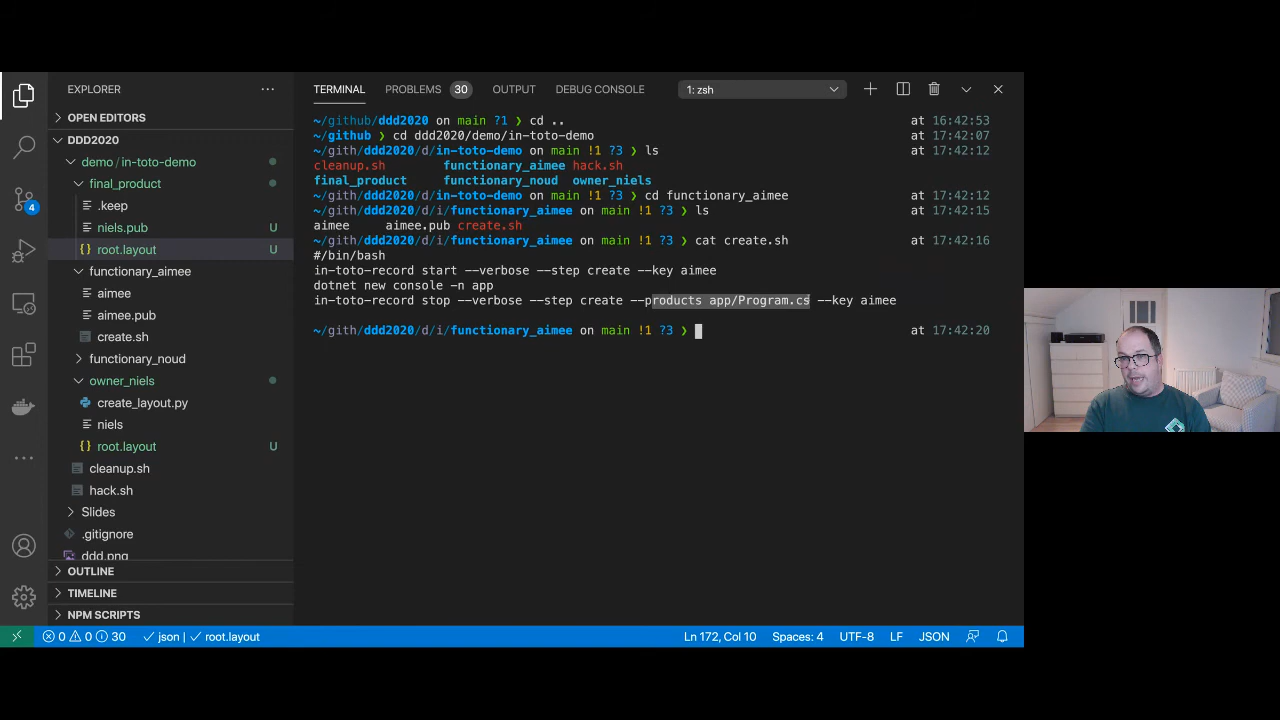 EXPLORER
OPEN EDITORS
DDD2020
demo / in-toto-demo
final_product
.keep
niels.pub U
{} root.layout U
functionary_aimee
aimee
aimee.pub
create.sh
functionary_noud
owner_niels
create_layout.py
niels
{} root.layout U
cleanup.sh
hack.sh
Slides
.gitignore
ddd.png
OUTLINE
TIMELINE
NPM SCRIPTS
4
TERMINAL PROBLEMS 30 OUTPUT DEBUG CONSOLE 1: zsh
~/github/ddd2020 on main ?1 ❯ cd .. at 16:42:53
~/github ❯ cd ddd2020/demo/in-toto-demo at 17:42:07
~/gith/ddd2020/d/in-toto-demo on main !1 ?3 ❯ ls at 17:42:12
cleanup.sh functionary_aimee hack.sh
final_product functionary_noud owner_niels
~/gith/ddd2020/d/in-toto-demo on main !1 ?3 ❯ cd functionary_aimee at 17:42:12
~/gith/ddd2020/d/i/functionary_aimee on main !1 ?3 ❯ ls at 17:42:15
aimee aimee.pub create.sh
~/gith/ddd2020/d/i/functionary_aimee on main !1 ?3 ❯ cat create.sh at 17:42:16
#/bin/bash
in-toto-record start --verbose --step create --key aimee
dotnet new console -n app
in-toto-record stop --verbose --step create --products app/Program.cs --key aimee
~/gith/ddd2020/d/i/functionary_aimee on main !1 ?3 ❯ at 17:42:20
0 0 30 json root.layout Ln 172, Col 10 Spaces: 4 UTF-8 LF JSON